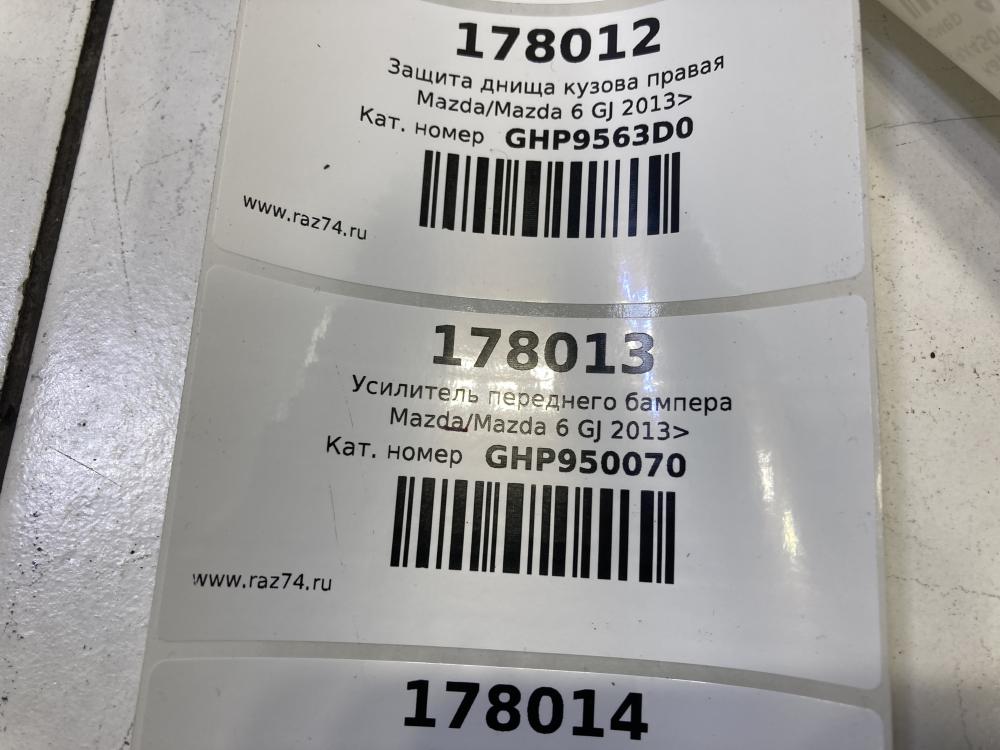 178012
Защита днища кузова правая
Mazda/Mazda 6 GJ 2013>
Кат. номер GHP9563D0
www.raz74.ru
178013
Усилитель переднего бампера
Mazda/Mazda 6 GJ 2013>
Кат. номер GHP950070
www.raz74.ru
178014